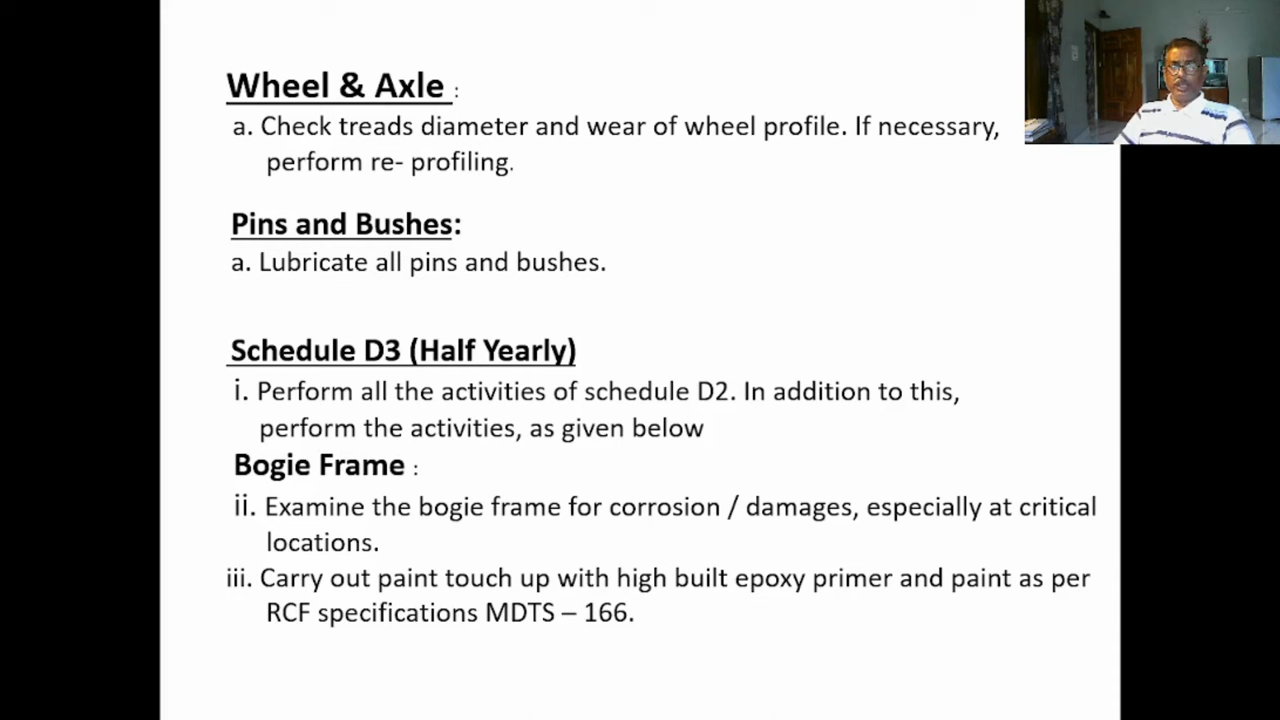 Wheel & Axle :
a. Check treads diameter and wear of wheel profile. If necessary,
perform re- profiling.
Pins and Bushes:
a. Lubricate all pins and bushes.
Schedule D3 (Half Yearly)
i. Perform all the activities of schedule D2. In addition to this,
perform the activities, as given below
Bogie Frame :
ii. Examine the bogie frame for corrosion / damages, especially at critical
locations.
iii. Carry out paint touch up with high built epoxy primer and paint as per
RCF specifications MDTS – 166.